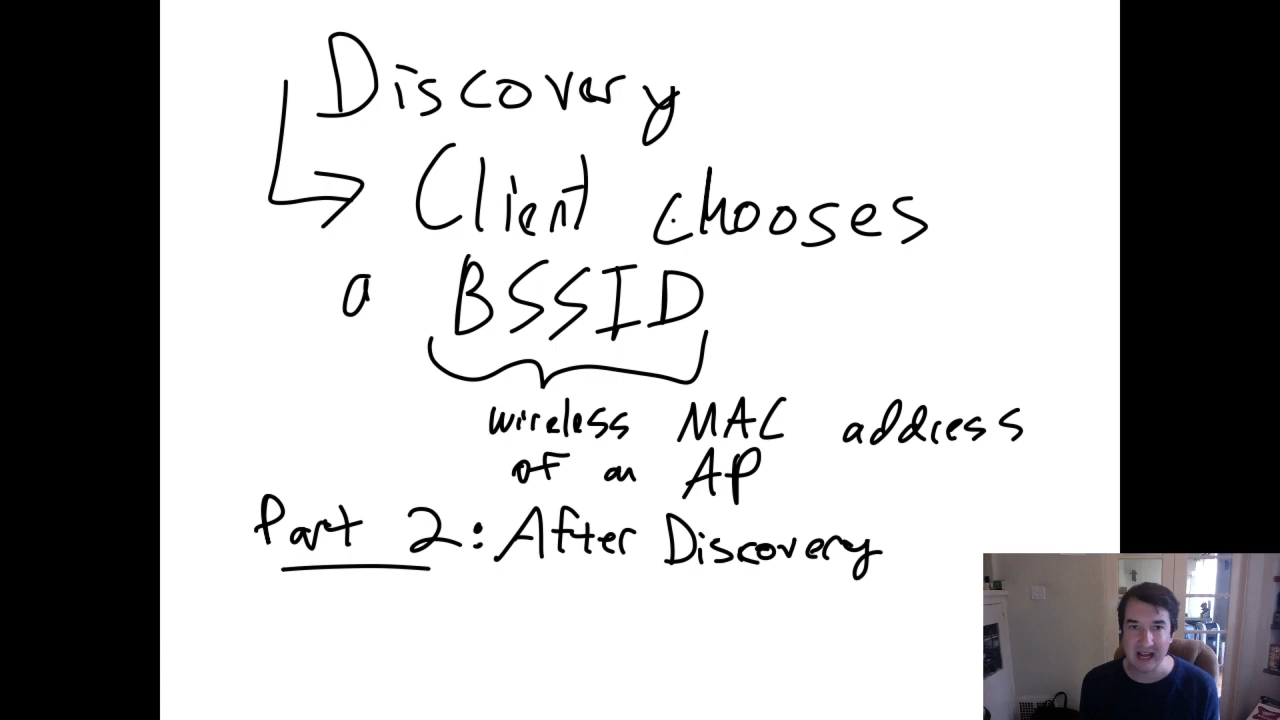 Discovery
Client chooses
a BSSID
wireless MAC address
of an AP
Part 2: After Discovery